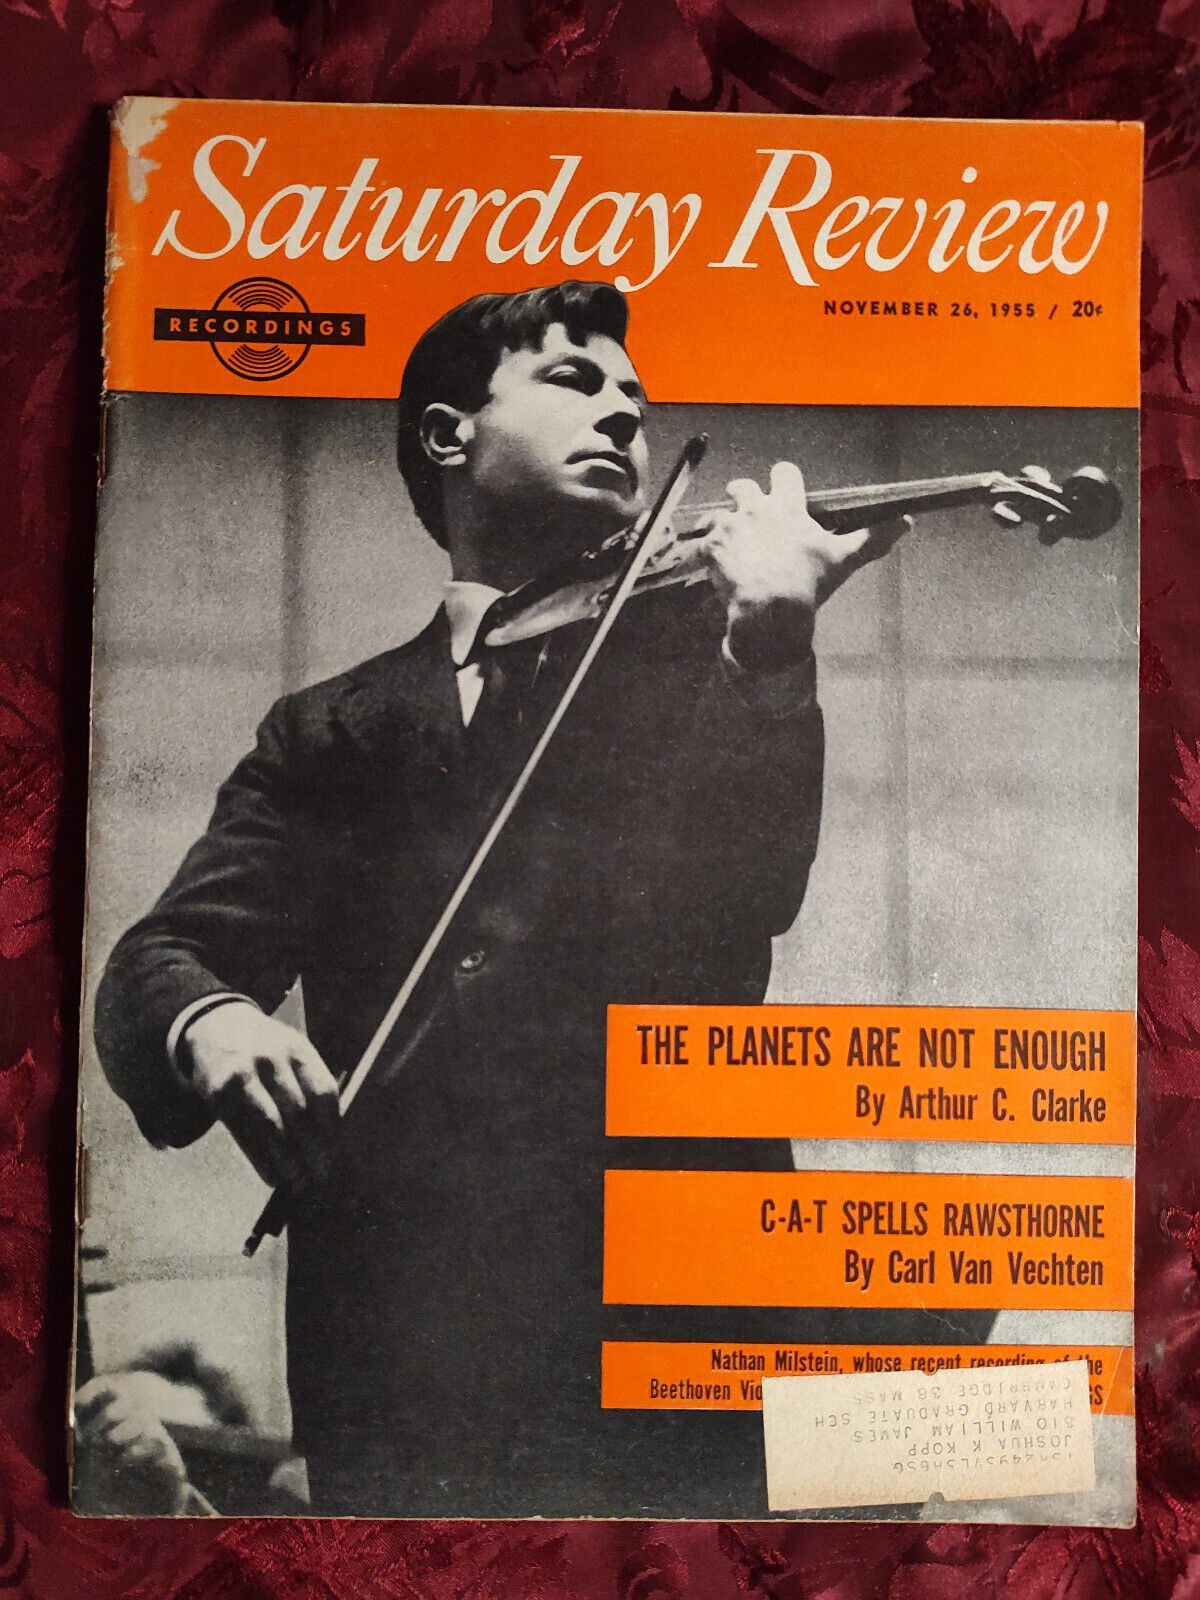 Saturday Review
NOVEMBER 26, 1955 / 20¢
RECORDINGS
THE PLANETS ARE NOT ENOUGH
By Arthur C. Clarke
C-A-T SPELLS RAWSTHORNE
By Carl Van Vechten
Nathan Milstein, whose recent recording of the
Beethoven
JOSHUA K KOPP
310 WILLIAM JAMES
HARVARD GRADUATE SCH
CAMBRIDGE 38 MASS